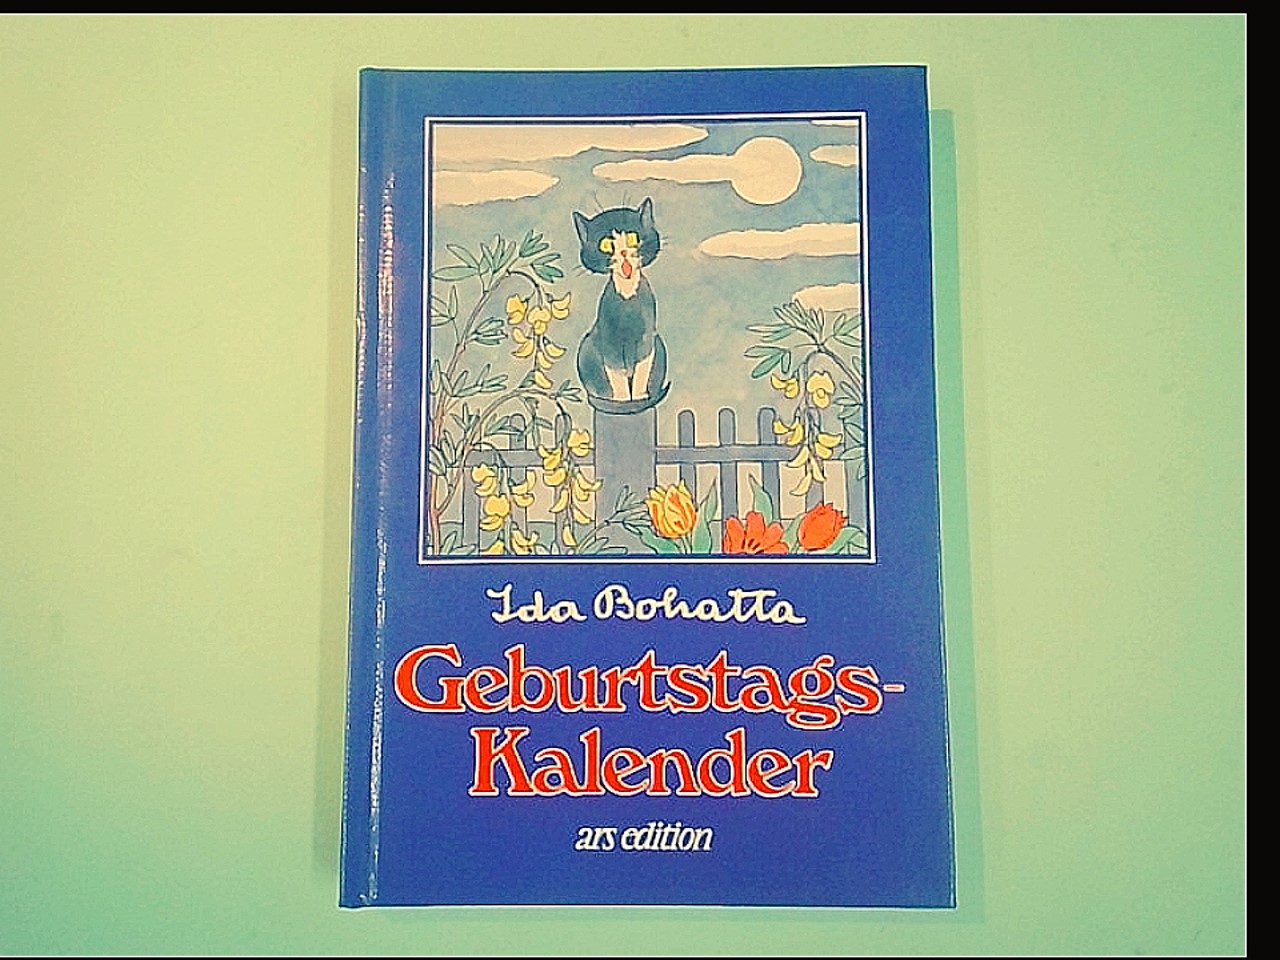 Ida Bohatta
Geburtstags-
Kalender
ars edition